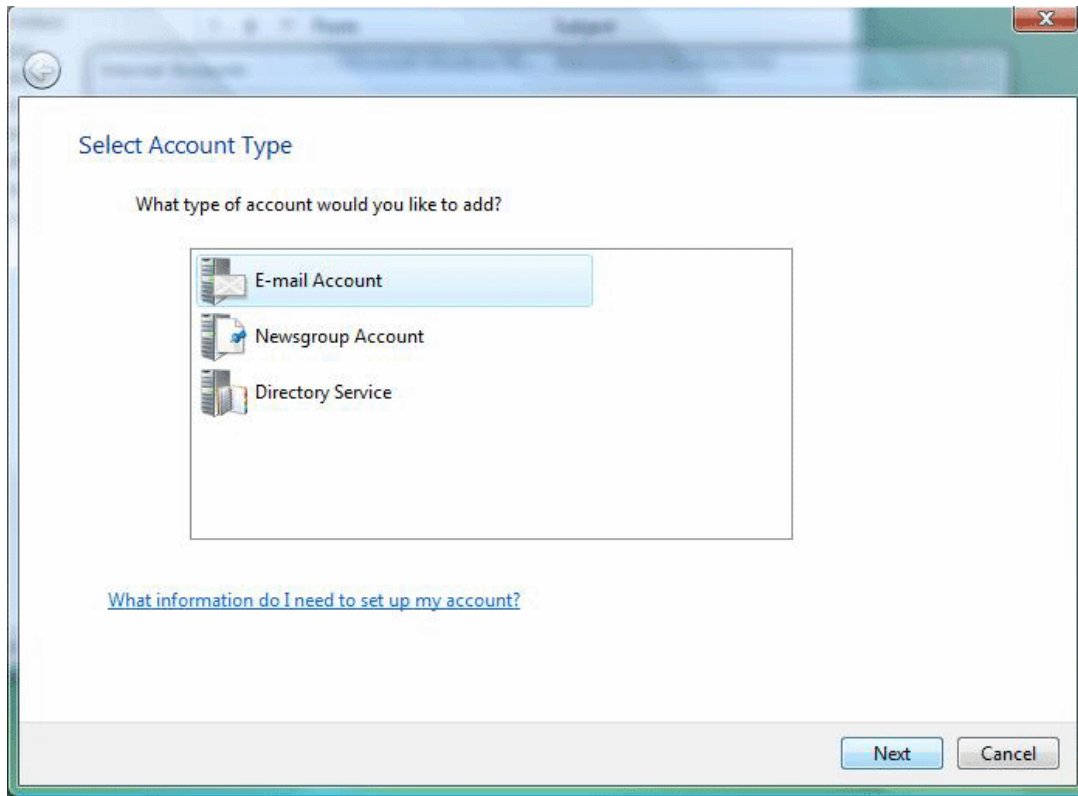 Select Account Type
What type of account would you like to add?
E-mail Account
Newsgroup Account
Directory Service
What information do I need to set up my account?
Next
Cancel